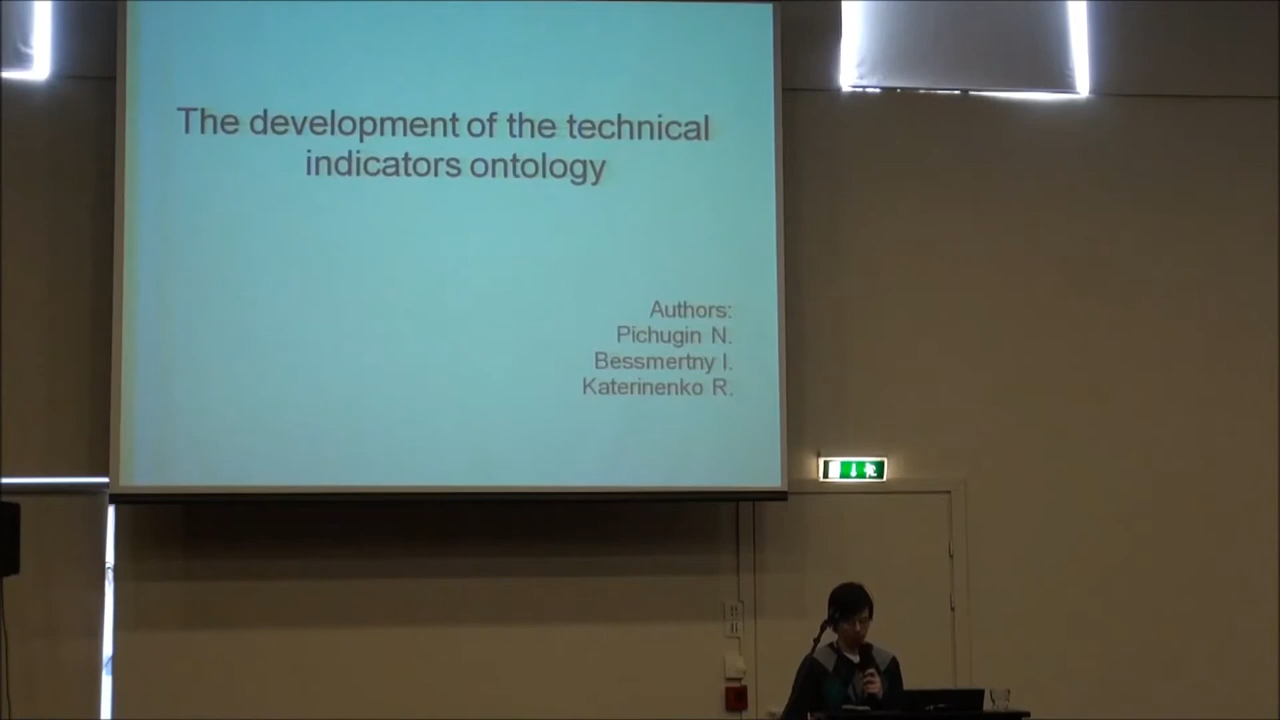 The development of the technical
indicators ontology
Authors:
Pichugin N.
Bessmertny I.
Katerinenko R.